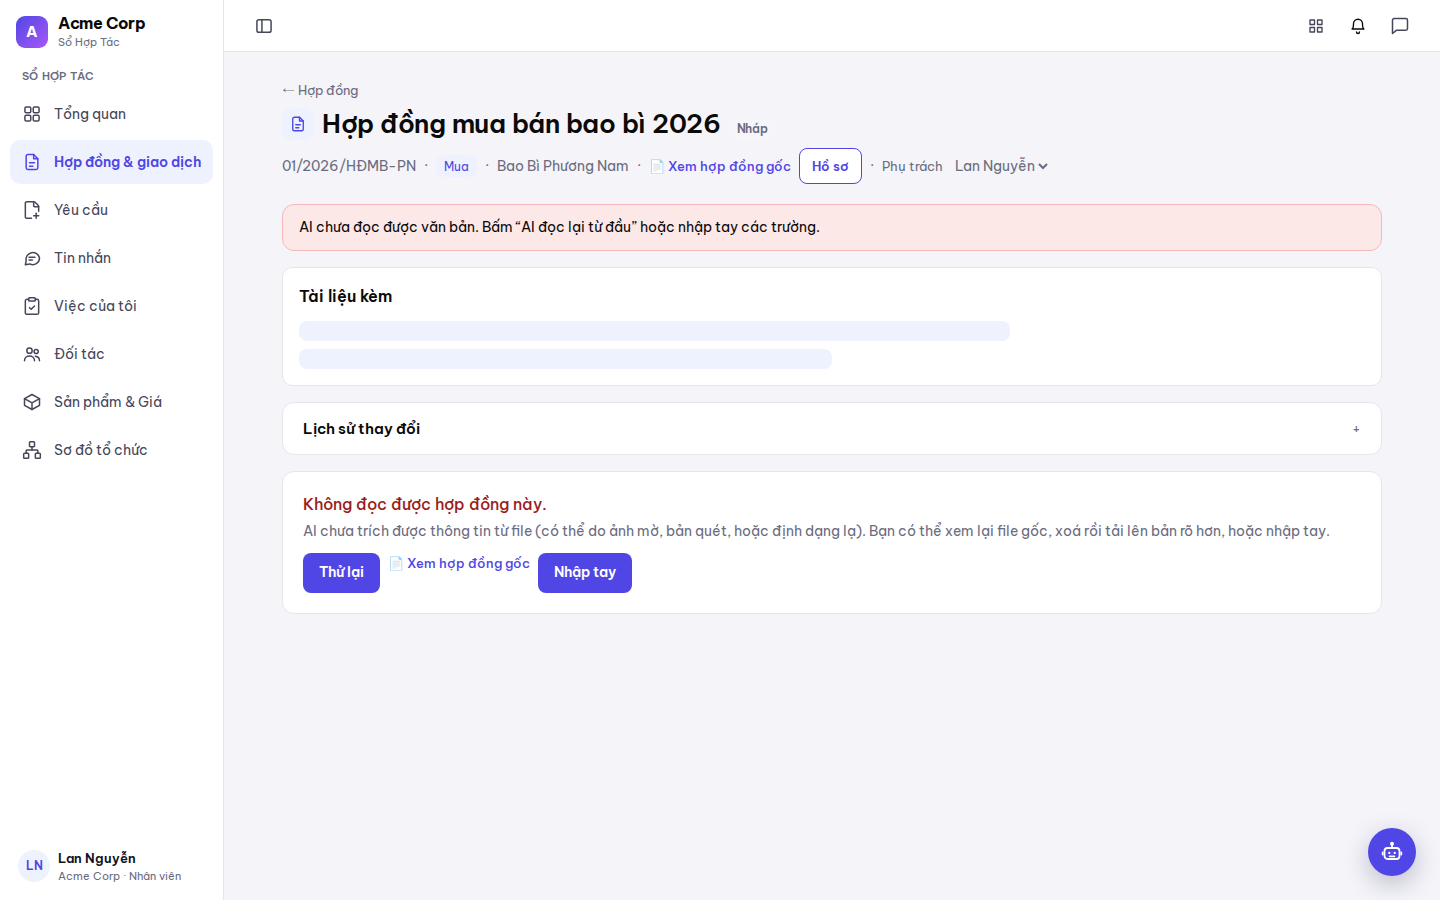 A
Acme Corp
Sổ Hợp Tác
SỔ HỢP TÁC
Tổng quan
Hợp đồng & giao dịch
Yêu cầu
Tin nhắn
Việc của tôi
Đối tác
Sản phẩm & Giá
Sơ đồ tổ chức
LN
Lan Nguyễn
Acme Corp · Nhân viên
← Hợp đồng
Hợp đồng mua bán bao bì 2026 Nháp
01/2026/HĐMB-PN · Mua · Bao Bì Phương Nam · Xem hợp đồng gốc Hồ sơ · Phụ trách Lan Nguyễn
AI chưa đọc được văn bản. Bấm “AI đọc lại từ đầu” hoặc nhập tay các trường.
Tài liệu kèm
Lịch sử thay đổi +
Không đọc được hợp đồng này.
AI chưa trích được thông tin từ file (có thể do ảnh mờ, bản quét, hoặc định dạng lạ). Bạn có thể xem lại file gốc, xoá rồi tải lên bản rõ hơn, hoặc nhập tay.
Thử lại Xem hợp đồng gốc Nhập tay